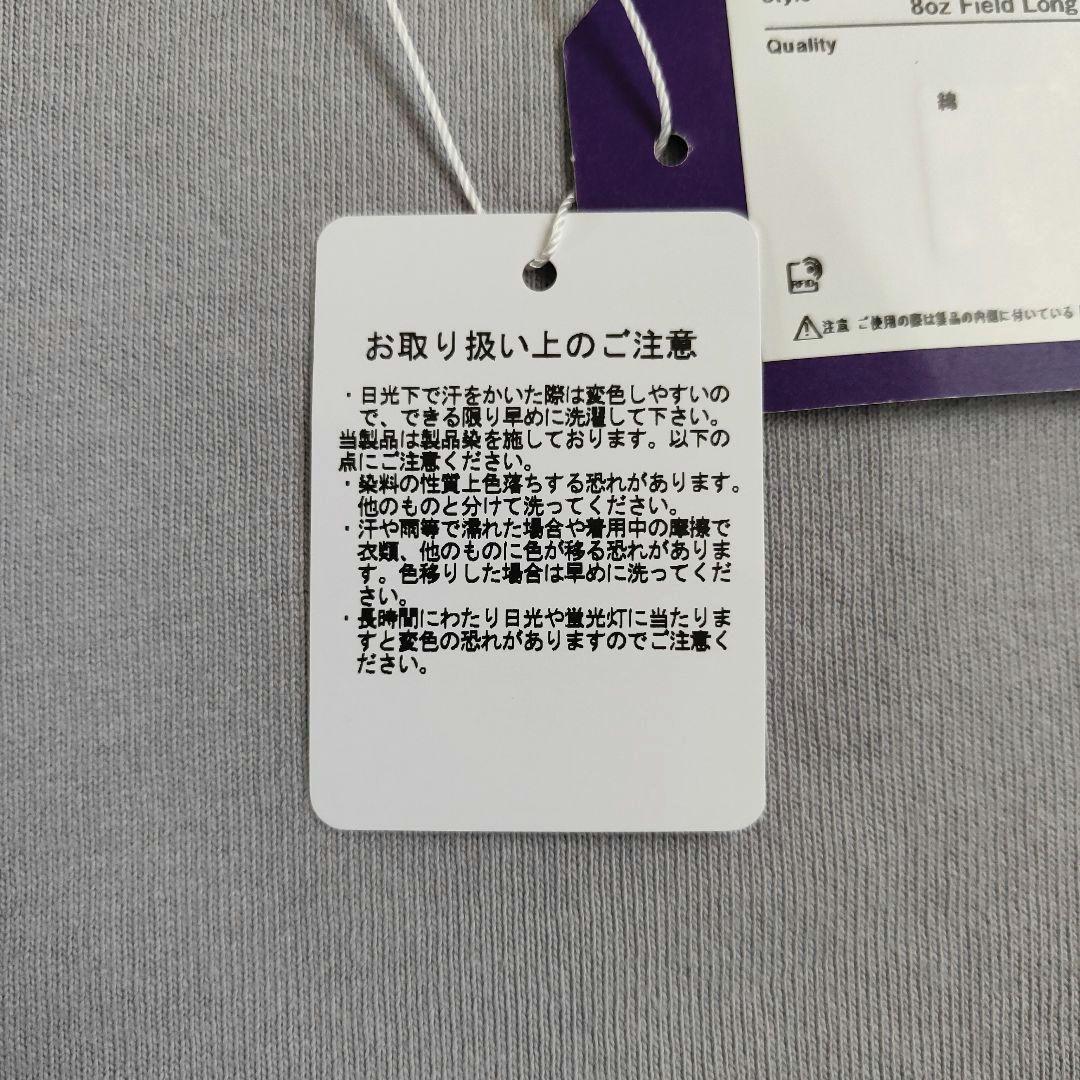 8oz Field Long
Quality
綿
RFID
注意 ご使用の際は製品の内側に付いている
お取り扱い上のご注意
・日光下で汗をかいた際は変色しやすいの
で、できる限り早めに洗濯して下さい。
当製品は製品染を施しております。以下の
点にご注意ください。
・染料の性質上色落ちする恐れがあります。
他のものと分けて洗ってください。
・汗や雨等で濡れた場合や着用中の摩擦で
衣類、他のものに色が移る恐れがありま
す。色移りした場合は早めに洗ってくだ
さい。
・長時間にわたり日光や蛍光灯に当たりま
すと変色の恐れがありますのでご注意く
ださい。